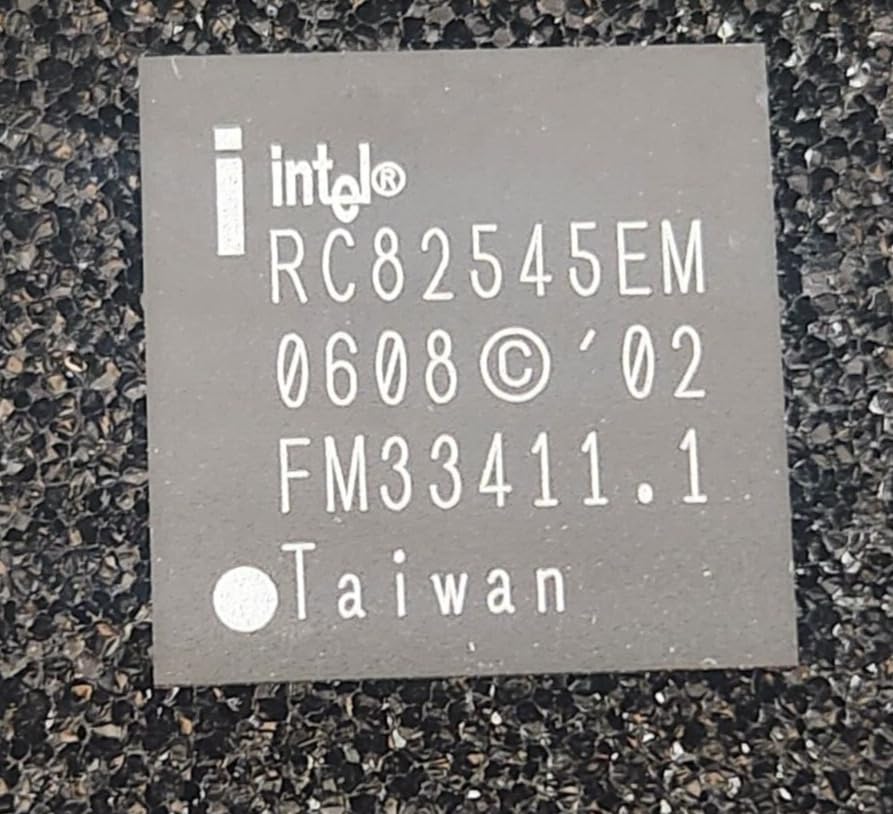 intel®
RC82545EM
0608©'02
FM33411.1
Taiwan